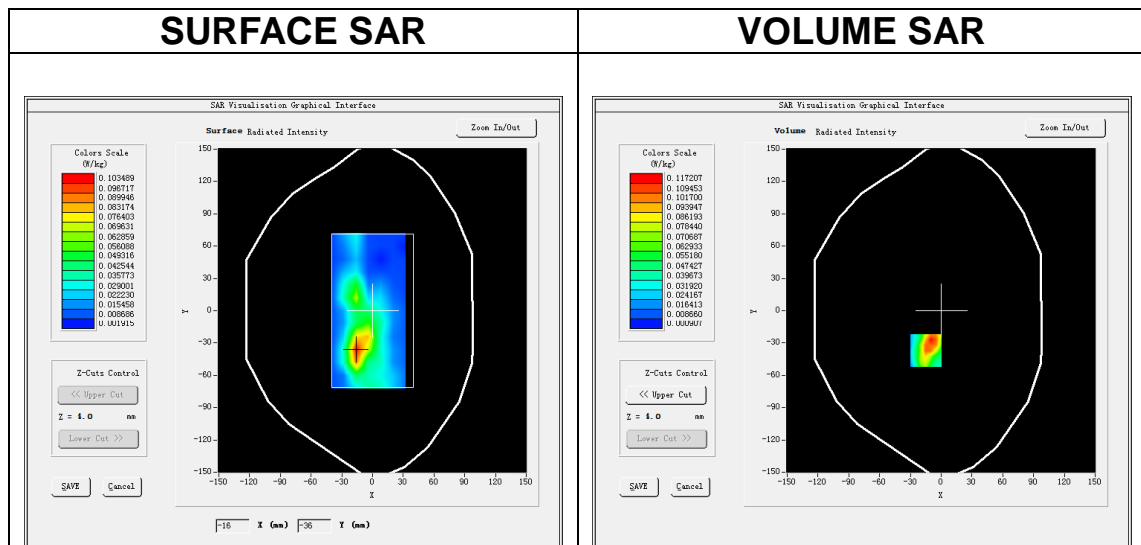 SURFACE SAR
VOLUME SAR
SAR Visualisation Graphical Interface
Surface Radiated Intensity
Zoom In/Out
Colors Scale
(W/kg)
0.103489
0.096717
0.089946
0.083174
0.076403
0.069631
0.062859
0.056088
0.049316
0.042544
0.035773
0.029001
0.022230
0.015458
0.008686
0.001915
150
120
90
60
30
0
-30
-60
-90
-120
-150
Y
-150 -120 -90 -60 -30 0 30 60 90 120 150
X
Z-Cuts Control
<< Upper Cut
Z = 4.0 mm
Lower Cut >>
SAVE
Cancel
-16 X (mm) -36 Y (mm)
SAR Visualisation Graphical Interface
Volume Radiated Intensity
Zoom In/Out
Colors Scale
(W/kg)
0.117207
0.109453
0.101700
0.093947
0.086193
0.078440
0.070687
0.062933
0.055180
0.047427
0.039673
0.031920
0.024167
0.016413
0.008660
0.000907
150
120
90
60
30
0
-30
-60
-90
-120
-150
Y
-150 -120 -90 -60 -30 0 30 60 90 120 150
X
Z-Cuts Control
<< Upper Cut
Z = 4.0 mm
Lower Cut >>
SAVE
Cancel